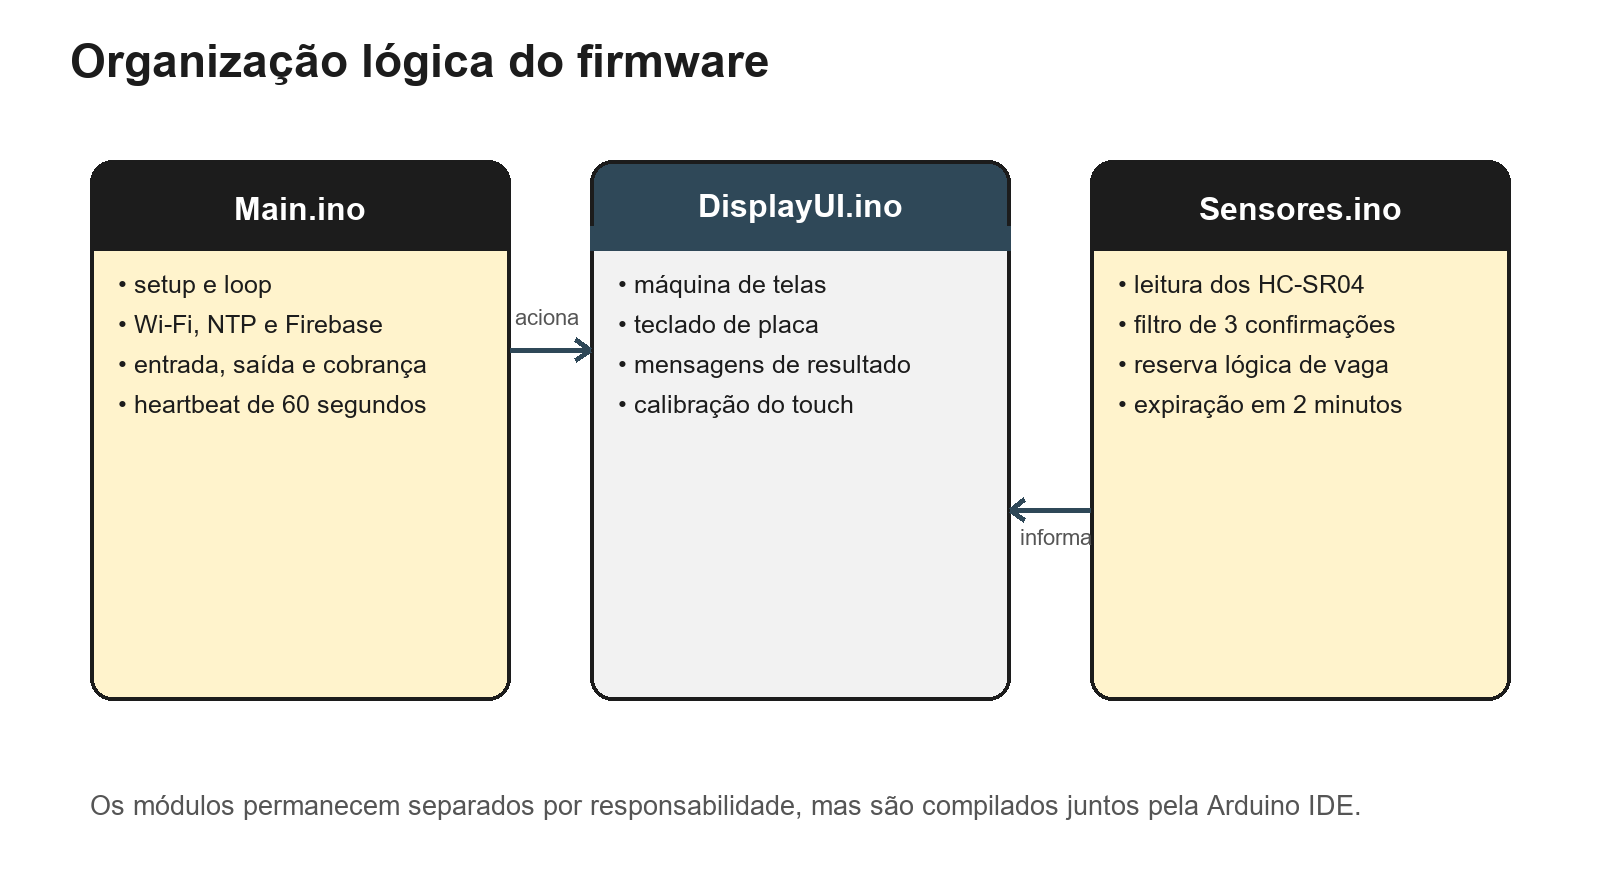 Organização lógica do firmware
Main.ino
• setup e loop
• Wi-Fi, NTP e Firebase
• entrada, saída e cobrança
• heartbeat de 60 segundos
aciona
DisplayUI.ino
• máquina de telas
• teclado de placa
• mensagens de resultado
• calibração do touch
informa
Sensores.ino
• leitura dos HC-SR04
• filtro de 3 confirmações
• reserva lógica de vaga
• expiração em 2 minutos
Os módulos permanecem separados por responsabilidade, mas são compilados juntos pela Arduino IDE.